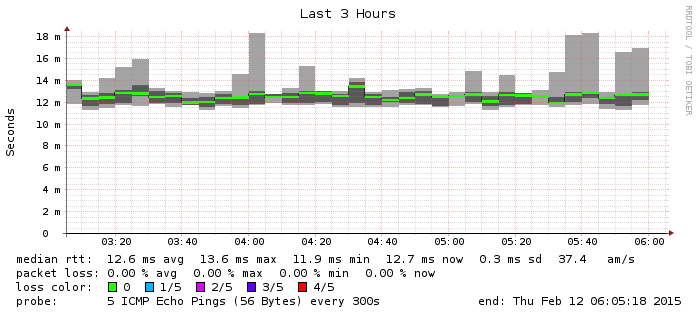 Last 3 Hours
RRDTOOL / TOBI OETIKER
Seconds
18 m
16 m
14 m
12 m
10 m
8 m
6 m
4 m
2 m
0
03:20 03:40 04:00 04:20 04:40 05:00 05:20 05:40 06:00
median rtt: 12.6 ms avg 13.6 ms max 11.9 ms min 12.7 ms now 0.3 ms sd 37.4 am/s
packet loss: 0.00 % avg 0.00 % max 0.00 % min 0.00 % now
loss color: 0 1/5 2/5 3/5 4/5
probe: 5 ICMP Echo Pings (56 Bytes) every 300s end: Thu Feb 12 06:05:18 2015